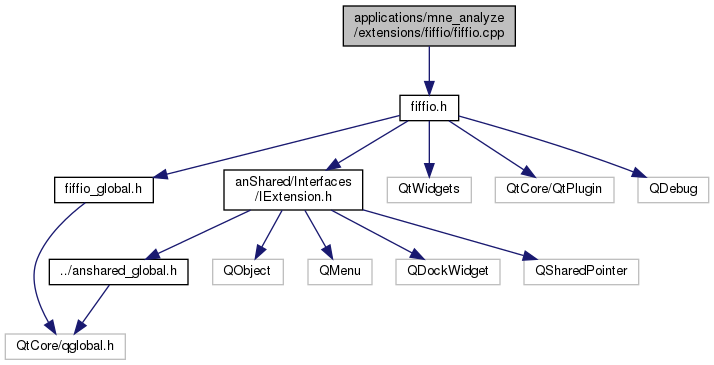 applications/mne_analyze
/extensions/fiffio/fiffio.cpp
fiffio.h
fiffio_global.h
anShared/Interfaces
/IExtension.h
QtWidgets
QtCore/QtPlugin
QDebug
../anshared_global.h
QObject
QMenu
QDockWidget
QSharedPointer
QtCore/qglobal.h